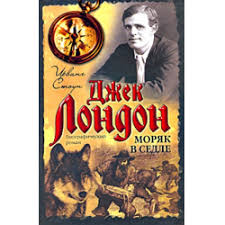 Ирвинг Стоун
Джек
Лондон
биографический
роман
МОРЯК
В СЕДЛЕ